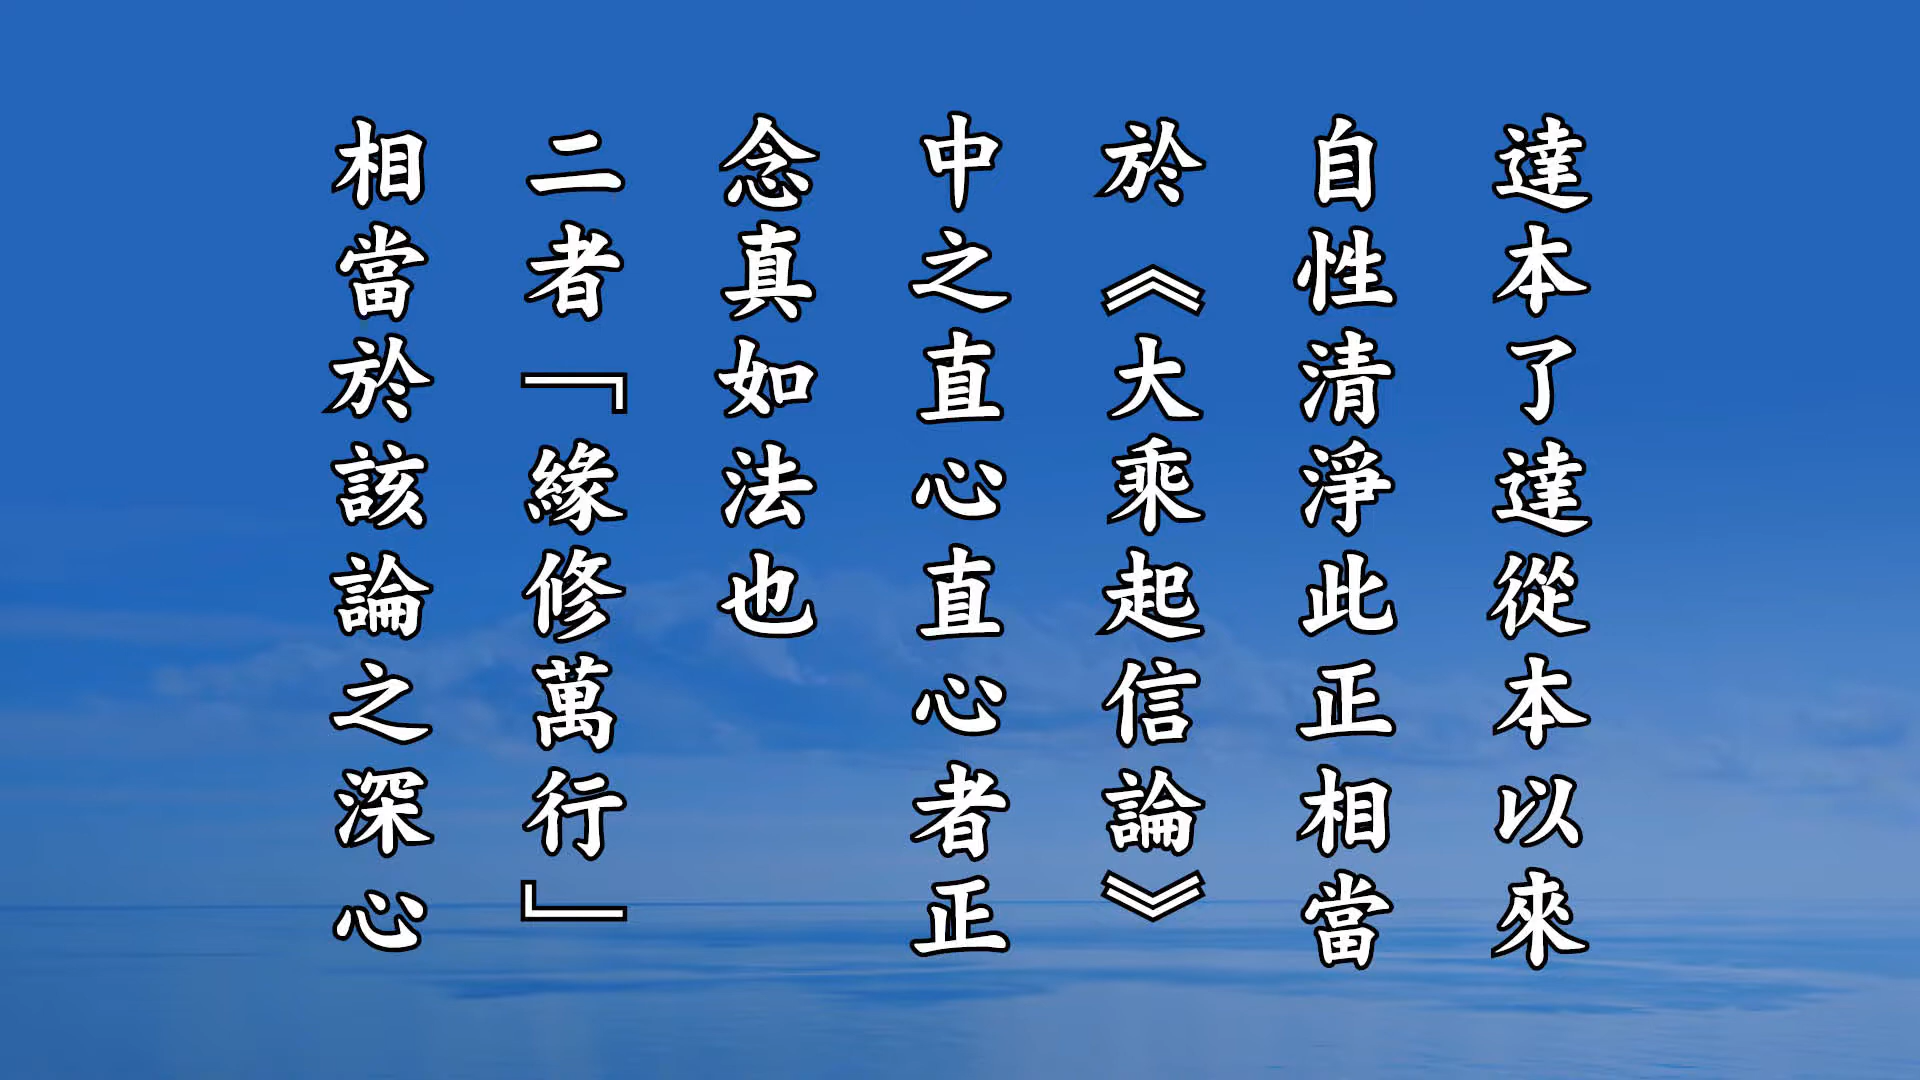 達本了達從本以來
自性清淨此正相當
於《大乘起信論》
中之直心直心者正
念真如法也
二者「緣修萬行」
相當於該論之深心